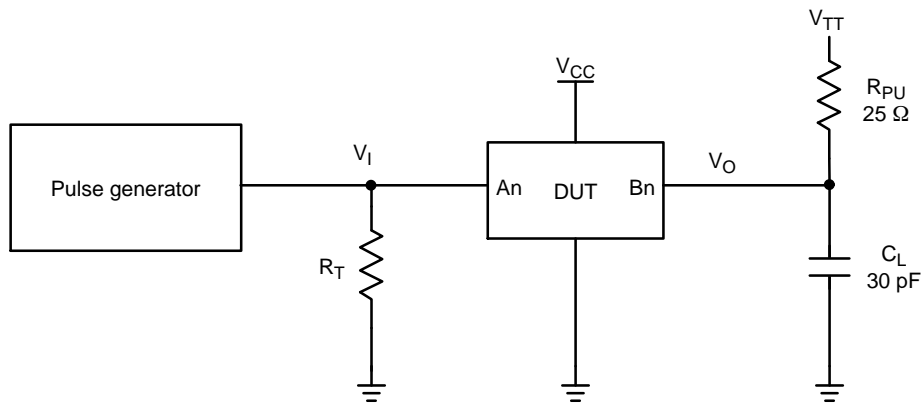 V_TT
V_CC
R_PU
25 Ω
Pulse generator
V_I
An
DUT
Bn
V_O
R_T
C_L
30 pF